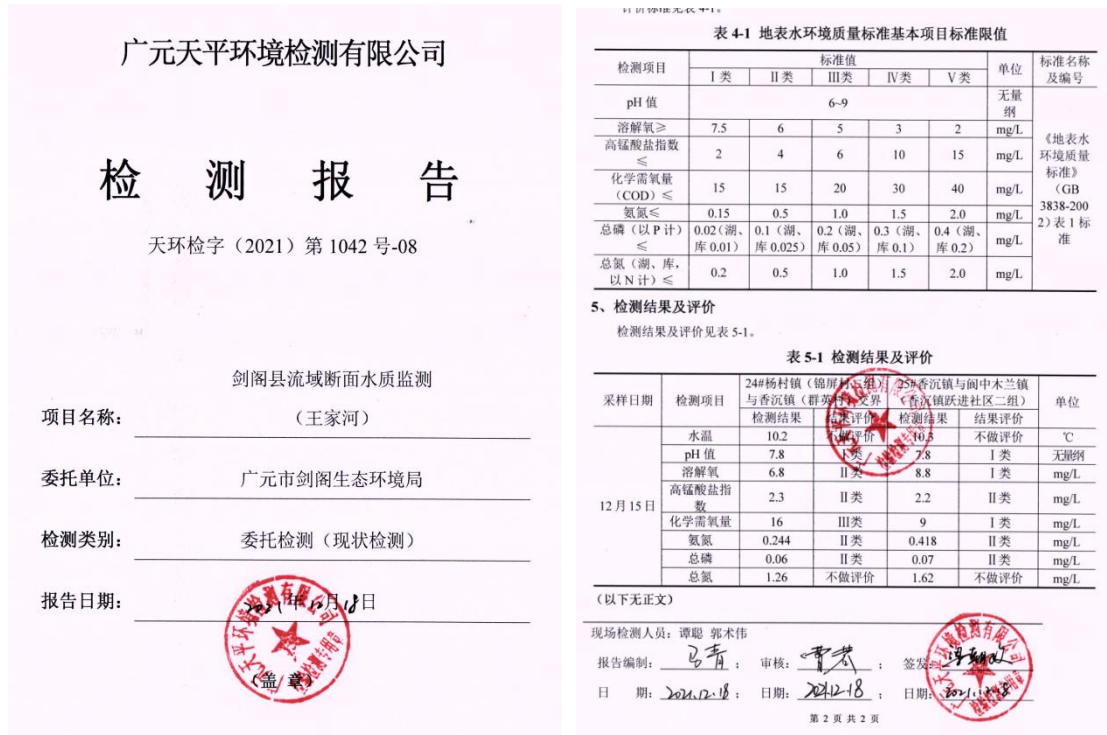 广元天平环境检测有限公司
检测报告
天环检字（2021）第 1042 号-08
剑阁县流域断面水质监测
项目名称：
（王家河）
委托单位：
广元市剑阁生态环境局
检测类别：
委托检测（现状检测）
报告日期：
2021年12月18日
（盖 章）
表 4-1 地表水环境质量标准基本项目标准限值
检测项目 标准值 单位 标准名称及编号
Ⅰ类 Ⅱ类 Ⅲ类 Ⅳ类 Ⅴ类
pH 值 6~9 无量纲
溶解氧≥ 7.5 6 5 3 2 mg/L
高锰酸盐指数≤ 2 4 6 10 15 mg/L
化学需氧量（COD）≤ 15 15 20 30 40 mg/L
氨氮≤ 0.15 0.5 1.0 1.5 2.0 mg/L
总磷（以 P 计）≤ 0.02（湖、库 0.01） 0.1（湖、库 0.025） 0.2（湖、库 0.05） 0.3（湖、库 0.1） 0.4（湖、库 0.2） mg/L
总氮（湖、库，以 N 计）≤ 0.2 0.5 1.0 1.5 2.0 mg/L
《地表水环境质量标准》（GB 3838-2002）表 1 标准
5、检测结果及评价
检测结果及评价见表 5-1。
表 5-1 检测结果及评价
采样日期 检测项目 24#杨村镇（锦屏村五组）与香沉镇（群英村）交界 25#香沉镇与阆中木兰镇（香沉镇跃进社区二组） 单位
检测结果 结果评价 检测结果 结果评价
12 月 15 日
水温 10.2 不做评价 10.3 不做评价 ℃
pH 值 7.8 Ⅰ类 7.8 Ⅰ类 无量纲
溶解氧 6.8 Ⅱ类 8.8 Ⅰ类 mg/L
高锰酸盐指数 2.3 Ⅱ类 2.2 Ⅱ类 mg/L
化学需氧量 16 Ⅲ类 9 Ⅰ类 mg/L
氨氮 0.244 Ⅱ类 0.418 Ⅱ类 mg/L
总磷 0.06 Ⅱ类 0.07 Ⅱ类 mg/L
总氮 1.26 不做评价 1.62 不做评价 mg/L
（以下无正文）
现场检测人员：谭聪 郭术伟
报告编制：马青； 审核： ； 签发：
日 期：2021.12.18； 日期：2021.12.18； 日期：2021.12.18
第 2 页 共 2 页